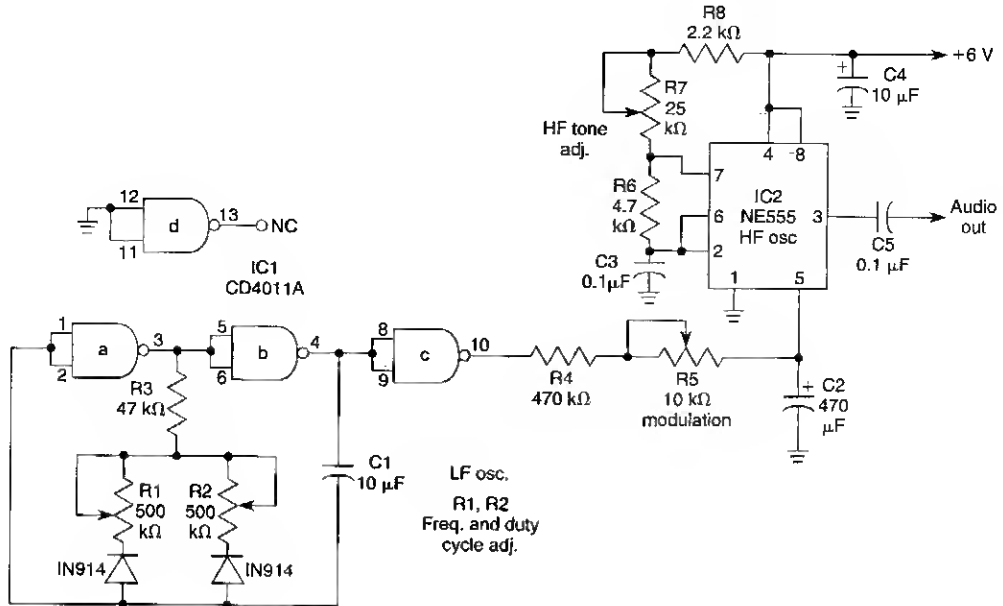 R8
2.2 kΩ
+6 V
+
C4
10 µF
R7
25
kΩ
HF tone
adj.
4
8
7
R6
4.7
kΩ
6
IC2
NE555
HF osc
3
Audio
out
2
C5
0.1 µF
C3
0.1µF
1
5
12
d
13
NC
11
IC1
CD4011A
1
a
3
2
5
b
4
6
8
c
10
9
R3
47 kΩ
R4
470 kΩ
R5
10 kΩ
modulation
+
C2
470
µF
C1
10 µF
R1
500
kΩ
R2
500
kΩ
LF osc.
R1, R2
Freq. and duty
cycle adj.
IN914
IN914